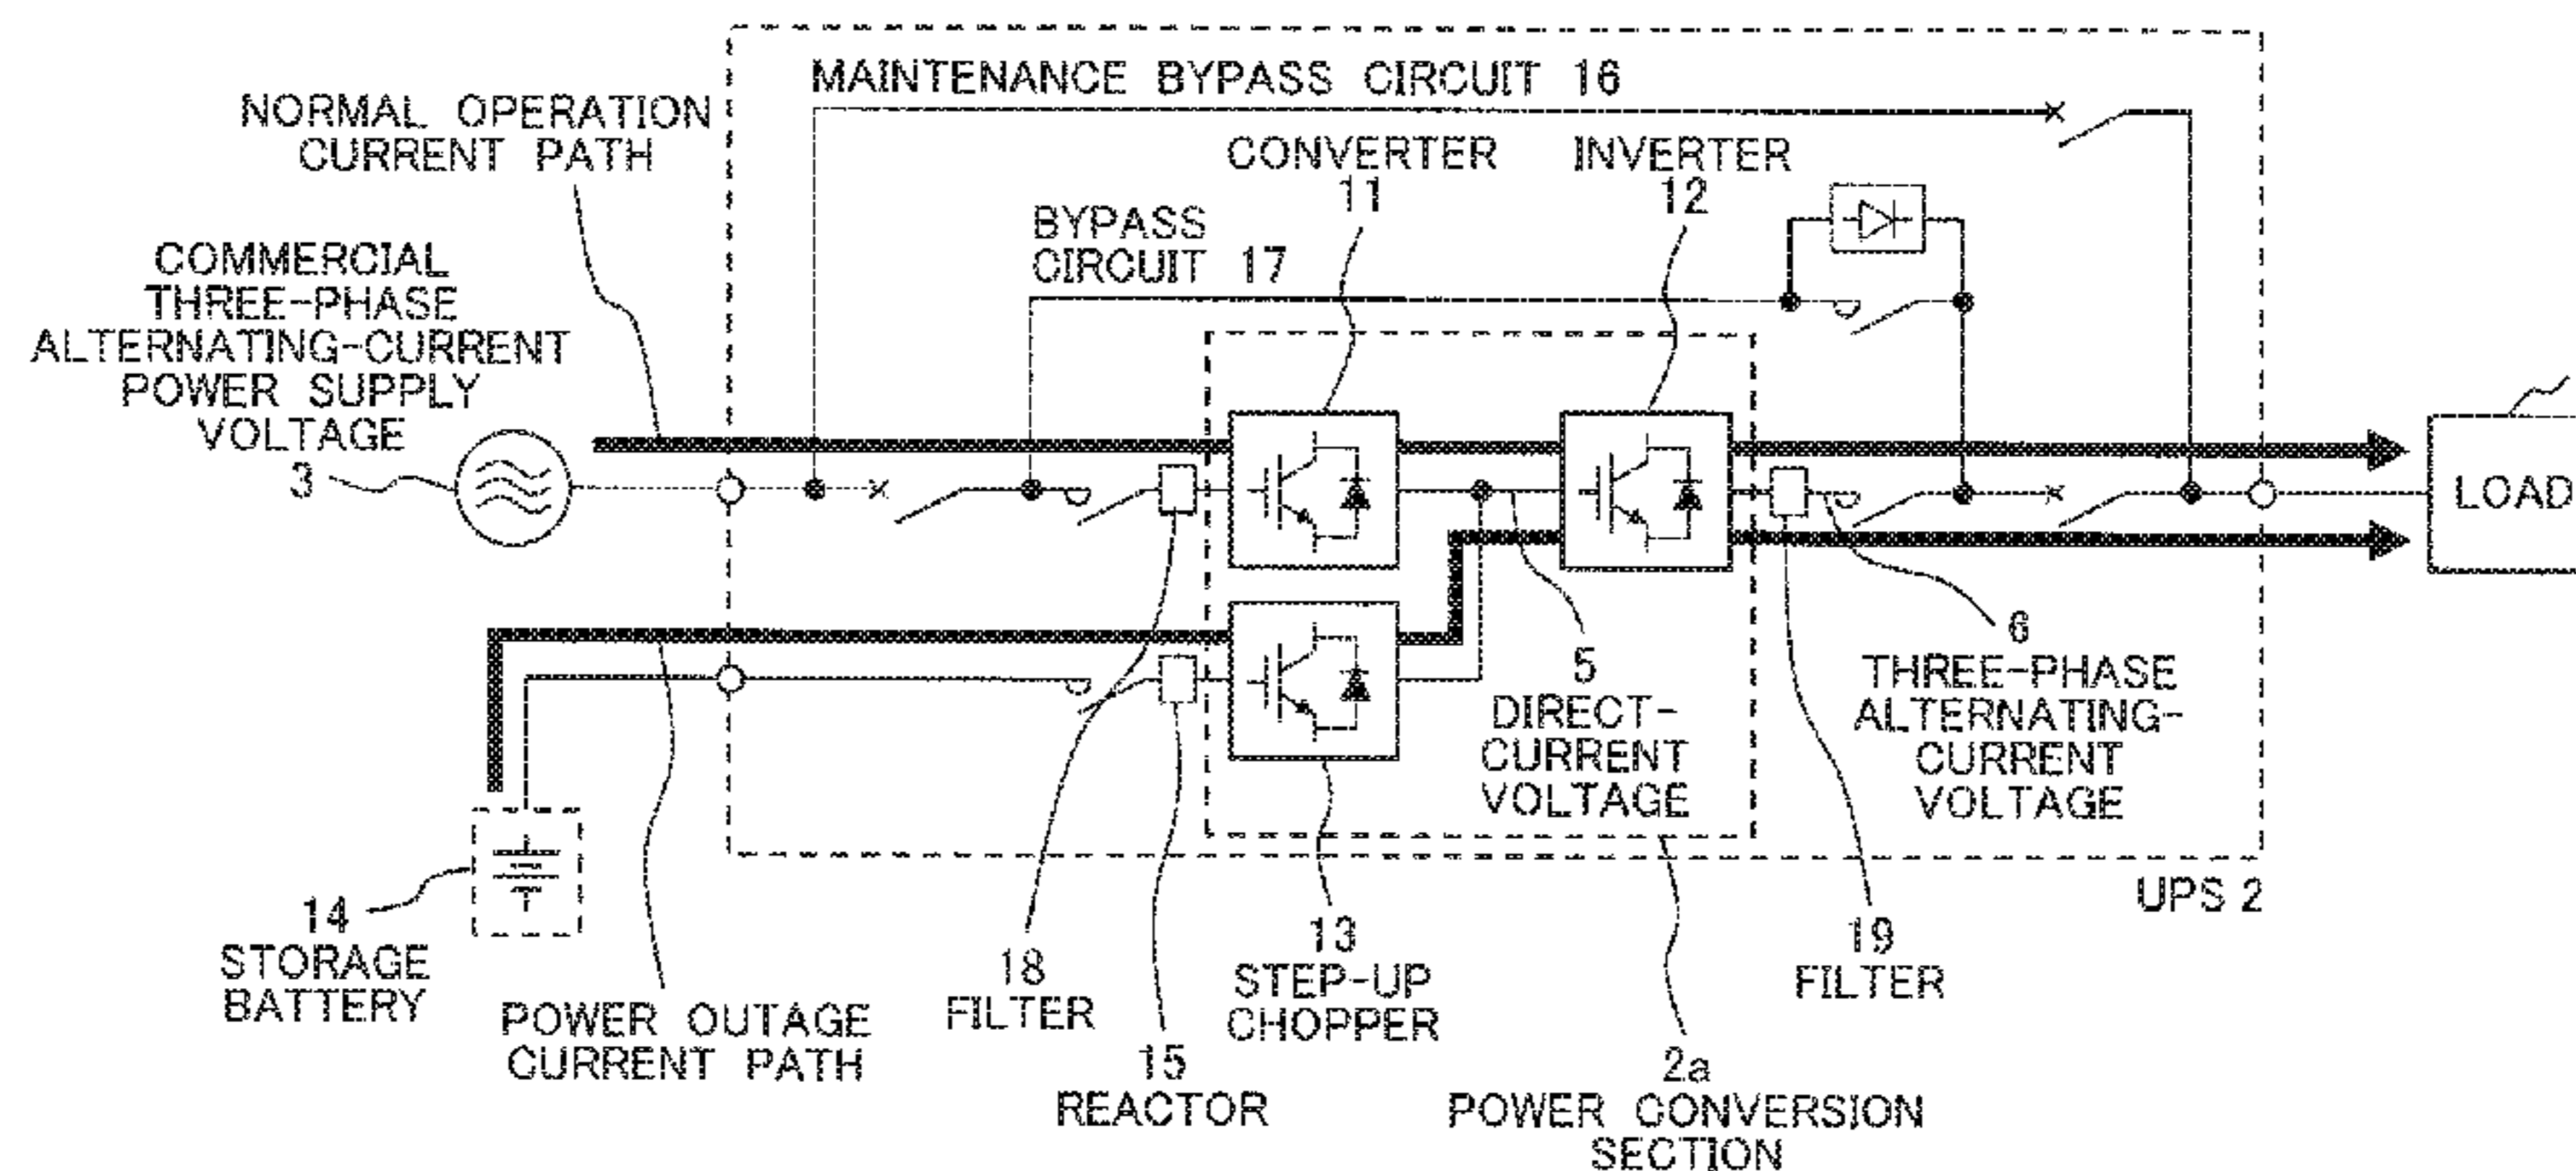 MAINTENANCE BYPASS CIRCUIT 16
NORMAL OPERATION
CURRENT PATH
CONVERTER
11
INVERTER
12
BYPASS
CIRCUIT 17
COMMERCIAL
THREE-PHASE
ALTERNATING-CURRENT
POWER SUPPLY
VOLTAGE
3
LOAD
5
DIRECT-
CURRENT
VOLTAGE
6
THREE-PHASE
ALTERNATING-
CURRENT
VOLTAGE
UPS 2
14
STORAGE
BATTERY
POWER OUTAGE
CURRENT PATH
18
FILTER
15
REACTOR
13
STEP-UP
CHOPPER
2a
POWER CONVERSION
SECTION
19
FILTER